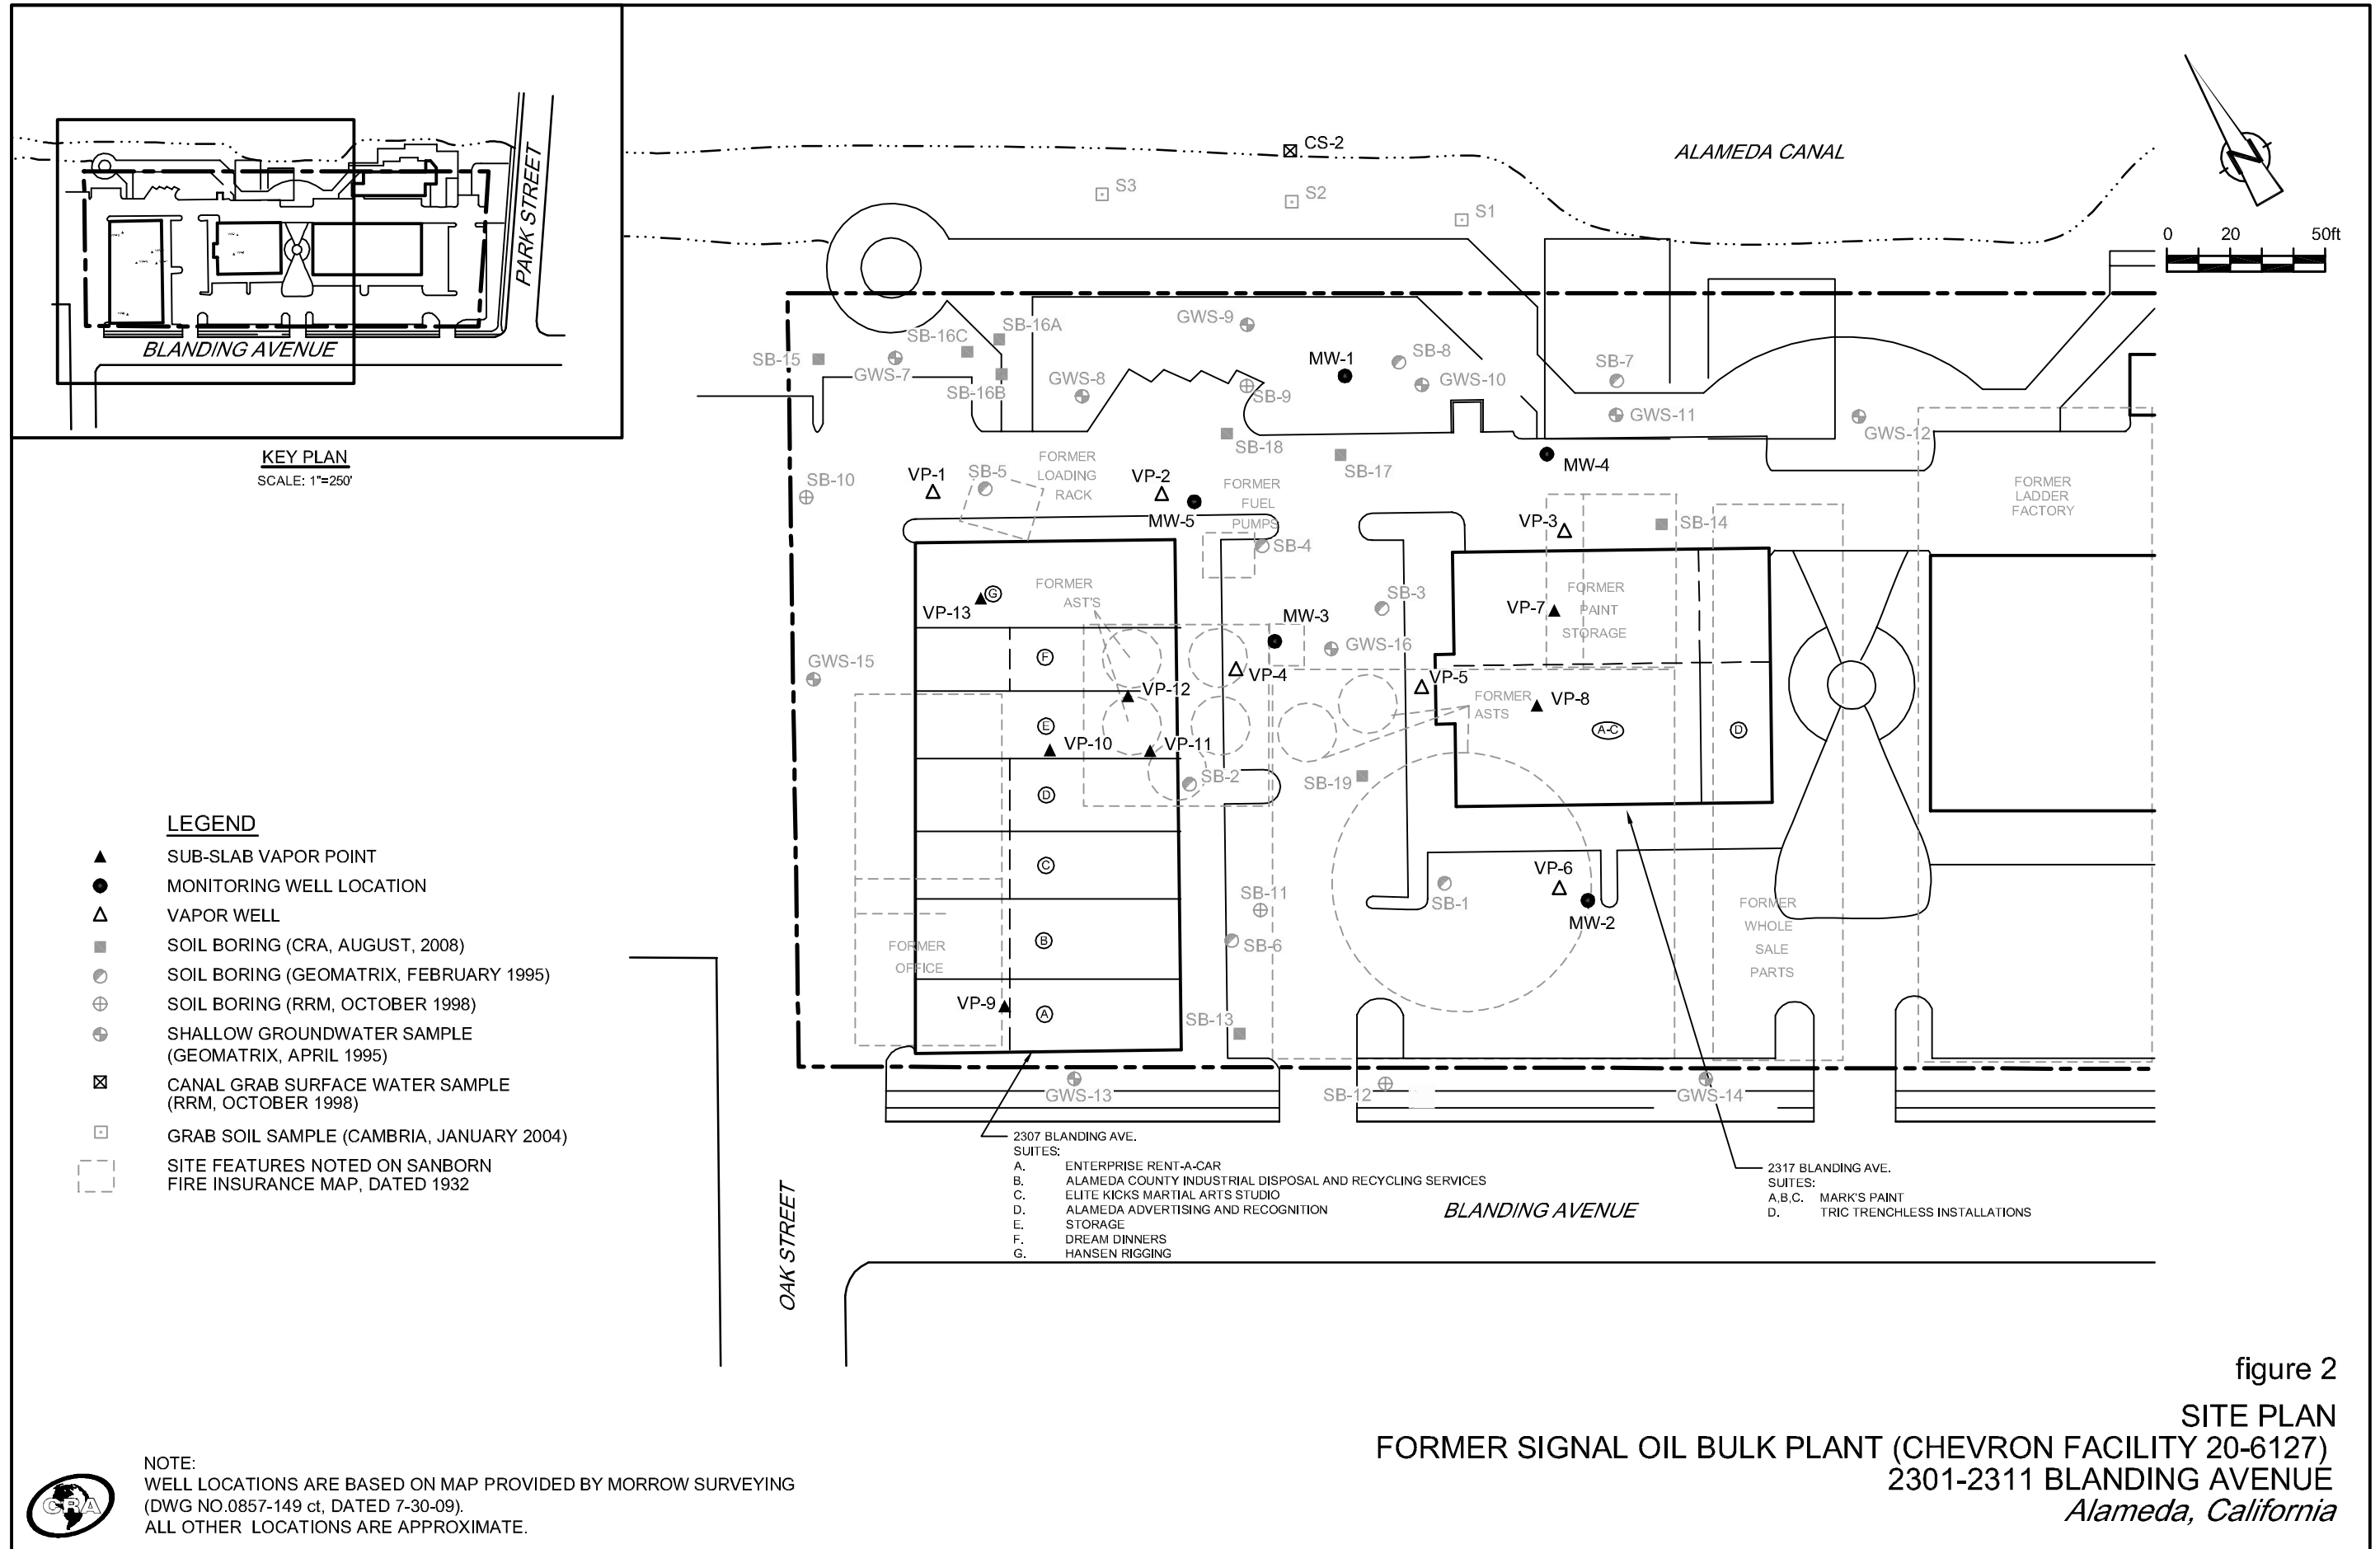 PARK STREET
BLANDING AVENUE
KEY PLAN
SCALE: 1"=250'
CS-2
ALAMEDA CANAL
S3
S2
S1
N
0 20 50ft
SB-16A
SB-16C
GWS-9
SB-15
GWS-7
SB-16B
GWS-8
SB-9
MW-1
SB-8
GWS-10
SB-7
GWS-11
GWS-12
SB-18
SB-17
MW-4
SB-10
VP-1
SB-5
FORMER
LOADING
RACK
VP-2
MW-5
FORMER
FUEL
PUMPS
SB-4
VP-3
SB-14
FORMER
LADDER
FACTORY
VP-13
G
FORMER
AST'S
SB-3
MW-3
GWS-16
VP-7
FORMER
PAINT
STORAGE
GWS-15
F
VP-4
VP-5
VP-12
FORMER
ASTS
VP-8
E
VP-10
VP-11
A-C
D
SB-2
SB-19
D
C
VP-6
SB-1
MW-2
SB-11
SB-6
FORMER
WHOLE
SALE
PARTS
B
FORMER
OFFICE
VP-9
A
SB-13
GWS-13
SB-12
GWS-14
LEGEND
SUB-SLAB VAPOR POINT
MONITORING WELL LOCATION
VAPOR WELL
SOIL BORING (CRA, AUGUST, 2008)
SOIL BORING (GEOMATRIX, FEBRUARY 1995)
SOIL BORING (RRM, OCTOBER 1998)
SHALLOW GROUNDWATER SAMPLE
(GEOMATRIX, APRIL 1995)
CANAL GRAB SURFACE WATER SAMPLE
(RRM, OCTOBER 1998)
GRAB SOIL SAMPLE (CAMBRIA, JANUARY 2004)
SITE FEATURES NOTED ON SANBORN
FIRE INSURANCE MAP, DATED 1932
2307 BLANDING AVE.
SUITES:
A. ENTERPRISE RENT-A-CAR
B. ALAMEDA COUNTY INDUSTRIAL DISPOSAL AND RECYCLING SERVICES
C. ELITE KICKS MARTIAL ARTS STUDIO
D. ALAMEDA ADVERTISING AND RECOGNITION
E. STORAGE
F. DREAM DINNERS
G. HANSEN RIGGING
2317 BLANDING AVE.
SUITES:
A,B,C. MARK'S PAINT
D. TRIC TRENCHLESS INSTALLATIONS
BLANDING AVENUE
OAK STREET
figure 2
SITE PLAN
FORMER SIGNAL OIL BULK PLANT (CHEVRON FACILITY 20-6127)
2301-2311 BLANDING AVENUE
Alameda, California
CRA
NOTE:
WELL LOCATIONS ARE BASED ON MAP PROVIDED BY MORROW SURVEYING
(DWG NO.0857-149 ct, DATED 7-30-09).
ALL OTHER LOCATIONS ARE APPROXIMATE.